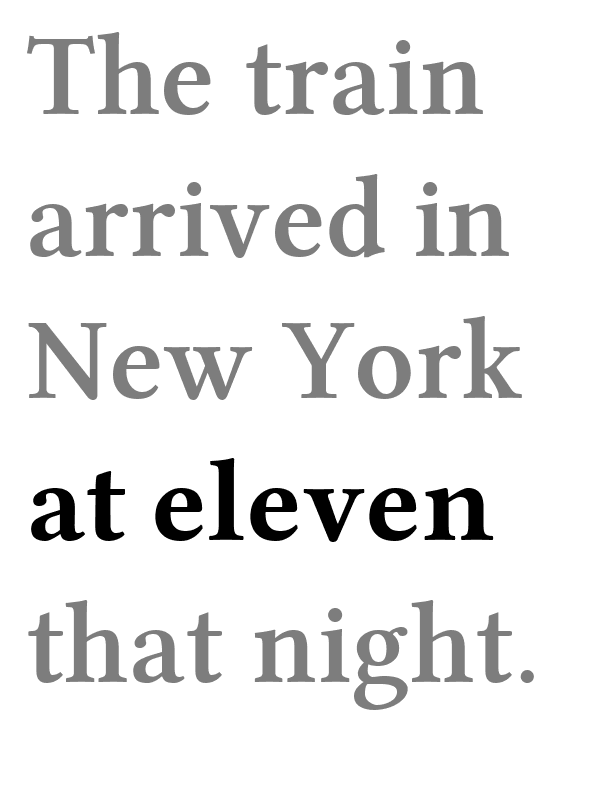 The train
arrived in
New York
at eleven
that night.